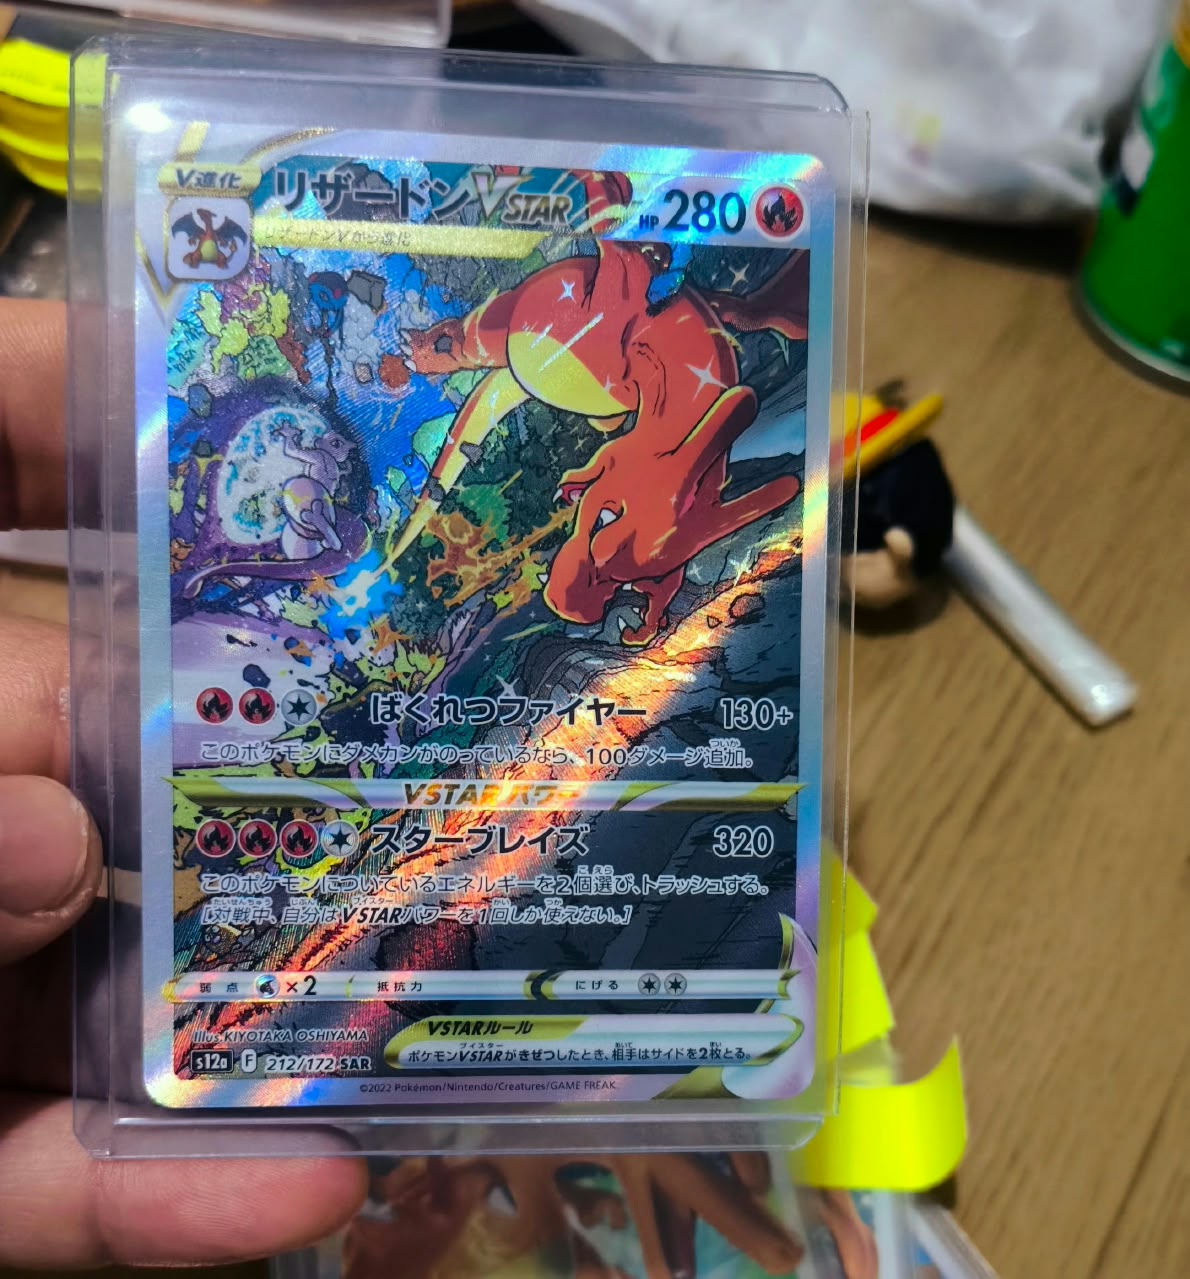 V進化
リザードンVSTAR
HP 280
リザードンVから進化
ばくれつファイヤー 130+
このポケモンにダメカンがのっているなら、100ダメージ追加。
VSTARパワー
スターブレイズ 320
このポケモンについているエネルギーを2個選び、トラッシュする。
[対戦中、自分はVSTARパワーを1回しか使えない。]
弱点 ×2 抵抗力 にげる
Illus. KIYOTAKA OSHIYAMA
VSTARルール
ポケモンVSTARがきぜつしたとき、相手はサイドを2枚とる。
s12a F 212/172 SAR
©2022 Pokémon/Nintendo/Creatures/GAME FREAK.